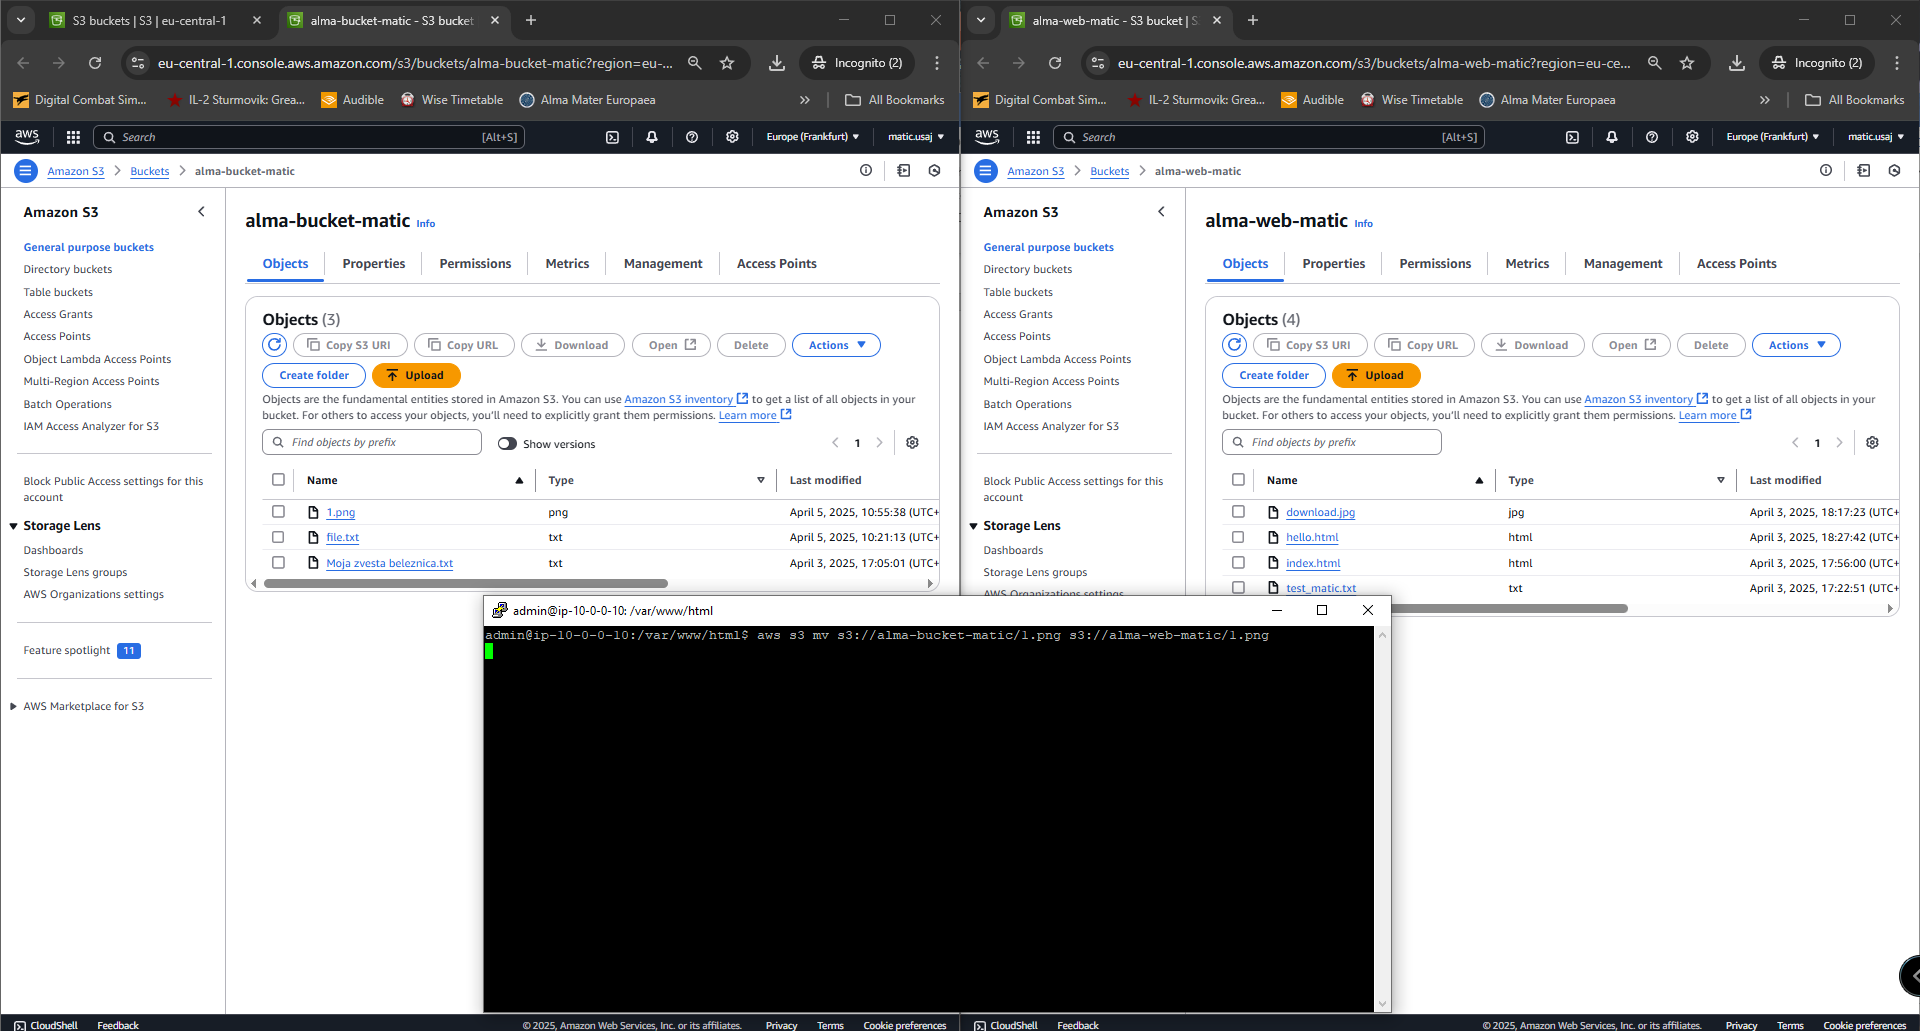 S3 buckets | S3 | eu-central-1
alma-bucket-matic - S3 bucket
eu-central-1.console.aws.amazon.com/s3/buckets/alma-bucket-matic?region=eu-...
Incognito (2)
Digital Combat Sim...
IL-2 Sturmovik: Grea...
Audible
Wise Timetable
Alma Mater Europaea
All Bookmarks
aws
Search
[Alt+S]
Europe (Frankfurt)
matic.usaj
Amazon S3
Buckets
alma-bucket-matic
Amazon S3
General purpose buckets
Directory buckets
Table buckets
Access Grants
Access Points
Object Lambda Access Points
Multi-Region Access Points
Batch Operations
IAM Access Analyzer for S3
Block Public Access settings for this
account
Storage Lens
Dashboards
Storage Lens groups
AWS Organizations settings
Feature spotlight 11
AWS Marketplace for S3
alma-bucket-matic Info
Objects
Properties
Permissions
Metrics
Management
Access Points
Objects (3)
Copy S3 URI
Copy URL
Download
Open
Delete
Actions
Create folder
Upload
Objects are the fundamental entities stored in Amazon S3. You can use Amazon S3 inventory to get a list of all objects in your
bucket. For others to access your objects, you'll need to explicitly grant them permissions. Learn more
Find objects by prefix
Show versions
1
Name Type Last modified
1.png png April 5, 2025, 10:55:38 (UTC+
file.txt txt April 5, 2025, 10:21:13 (UTC+
Moja zvesta beleznica.txt txt April 3, 2025, 17:05:01 (UTC+
CloudShell Feedback
© 2025, Amazon Web Services, Inc. or its affiliates. Privacy Terms Cookie preferences
alma-web-matic - S3 bucket | S
eu-central-1.console.aws.amazon.com/s3/buckets/alma-web-matic?region=eu-ce...
Incognito (2)
Digital Combat Sim...
IL-2 Sturmovik: Grea...
Audible
Wise Timetable
Alma Mater Europaea
All Bookmarks
aws
Search
[Alt+S]
Europe (Frankfurt)
matic.usaj
Amazon S3
Buckets
alma-web-matic
Amazon S3
General purpose buckets
Directory buckets
Table buckets
Access Grants
Access Points
Object Lambda Access Points
Multi-Region Access Points
Batch Operations
IAM Access Analyzer for S3
Block Public Access settings for this
account
Storage Lens
Dashboards
Storage Lens groups
AWS Organizations settings
alma-web-matic Info
Objects
Properties
Permissions
Metrics
Management
Access Points
Objects (4)
Copy S3 URI
Copy URL
Download
Open
Delete
Actions
Create folder
Upload
Objects are the fundamental entities stored in Amazon S3. You can use Amazon S3 inventory to get a list of all objects in your
bucket. For others to access your objects, you'll need to explicitly grant them permissions. Learn more
Find objects by prefix
1
Name Type Last modified
download.jpg jpg April 3, 2025, 18:17:23 (UTC+
hello.html html April 3, 2025, 18:27:42 (UTC+
index.html html April 3, 2025, 17:56:00 (UTC+
test_matic.txt txt April 3, 2025, 17:22:51 (UTC+
CloudShell Feedback
© 2025, Amazon Web Services, Inc. or its affiliates. Privacy Terms Cookie preferences
admin@ip-10-0-0-10: /var/www/html
admin@ip-10-0-0-10:/var/www/html$ aws s3 mv s3://alma-bucket-matic/1.png s3://alma-web-matic/1.png